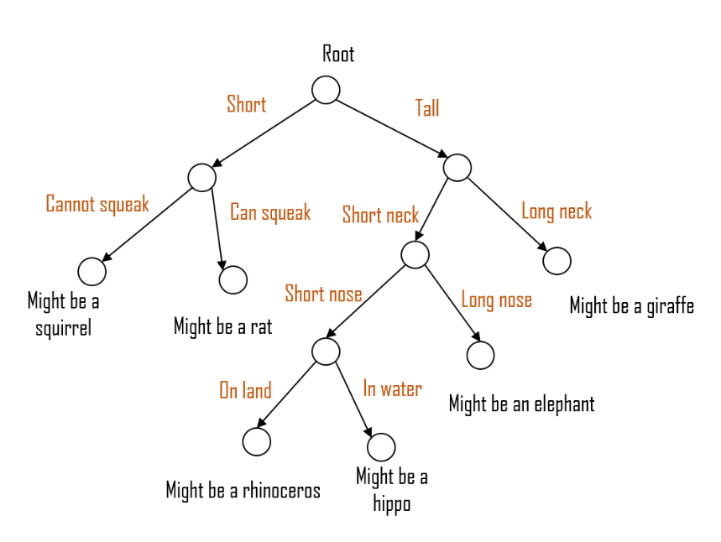 Root
Short
Tall
Cannot squeak
Can squeak
Short neck
Long neck
Might be a
squirrel
Might be a rat
Short nose
Long nose
Might be a giraffe
On land
In water
Might be an elephant
Might be a rhinoceros
Might be a
hippo